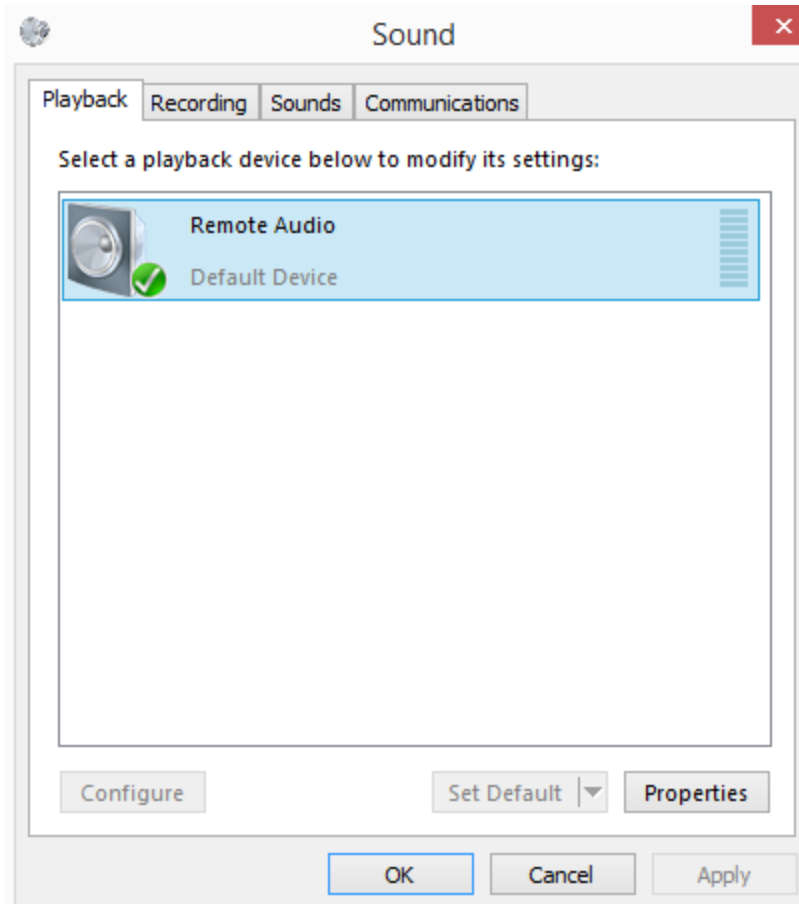 Sound
Playback Recording Sounds Communications
Select a playback device below to modify its settings:
Remote Audio
Default Device
Configure Set Default Properties
OK Cancel Apply